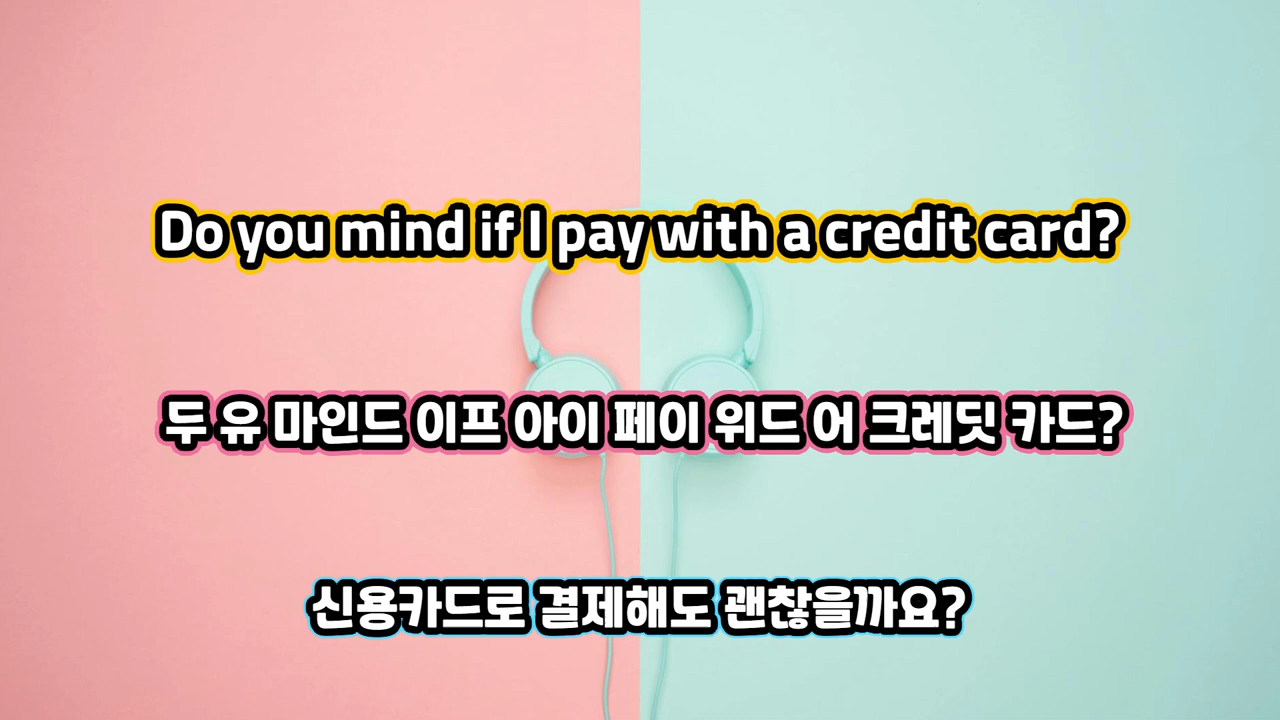 Do you mind if I pay with a credit card?
두 유 마인드 이프 아이 페이 위드 어 크레딧 카드?
신용카드로 결제해도 괜찮을까요?